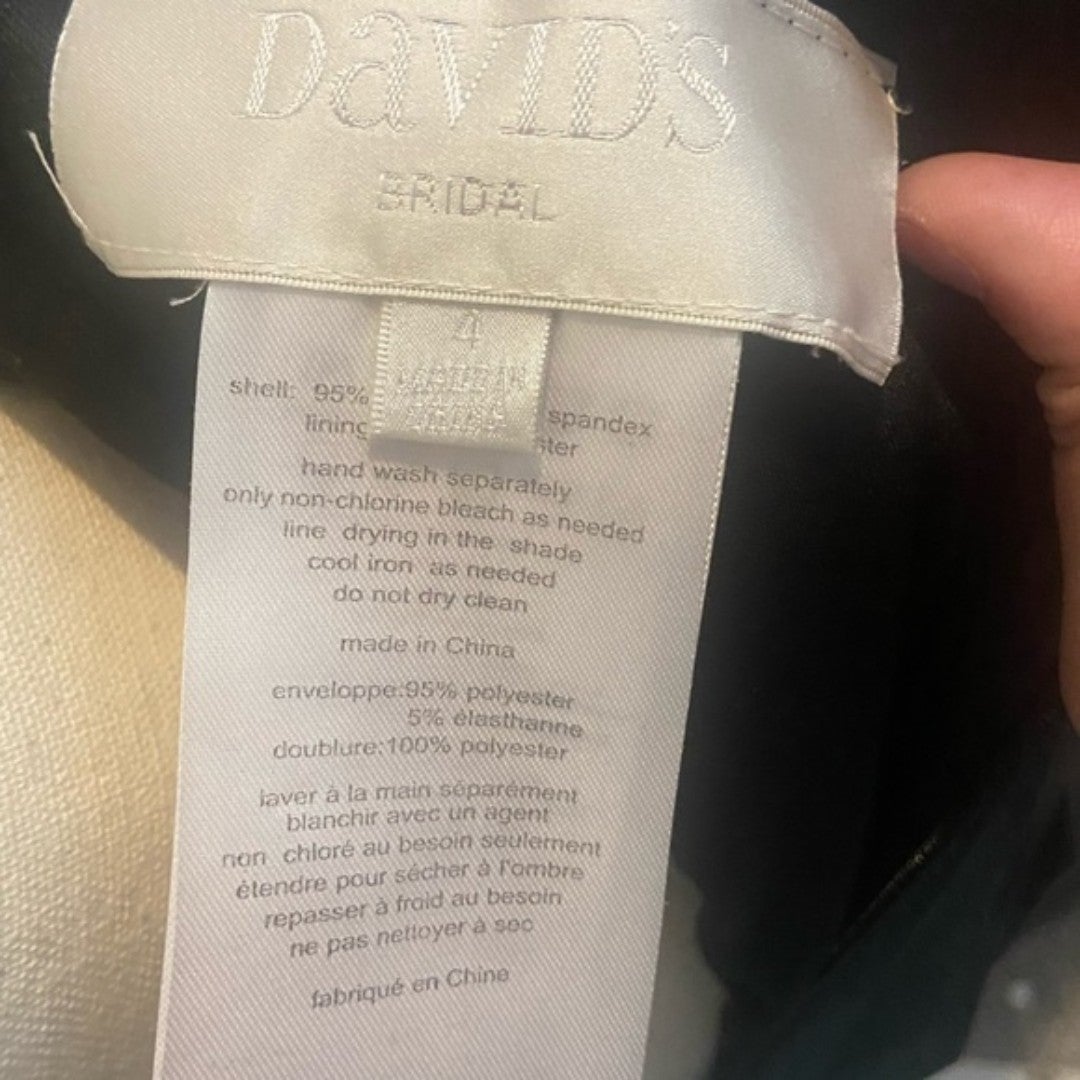 DaVID'S
BRIDAL
4
MADE IN
CHINA
shell: 95% spandex
lining ster
hand wash separately
only non-chlorine bleach as needed
line drying in the shade
cool iron as needed
do not dry clean
made in China
enveloppe:95% polyester
5% élasthanne
doublure:100% polyester
laver à la main séparément
blanchir avec un agent
non chloré au besoin seulement
étendre pour sécher à l'ombre
repasser à froid au besoin
ne pas nettoyer à sec
fabriqué en Chine